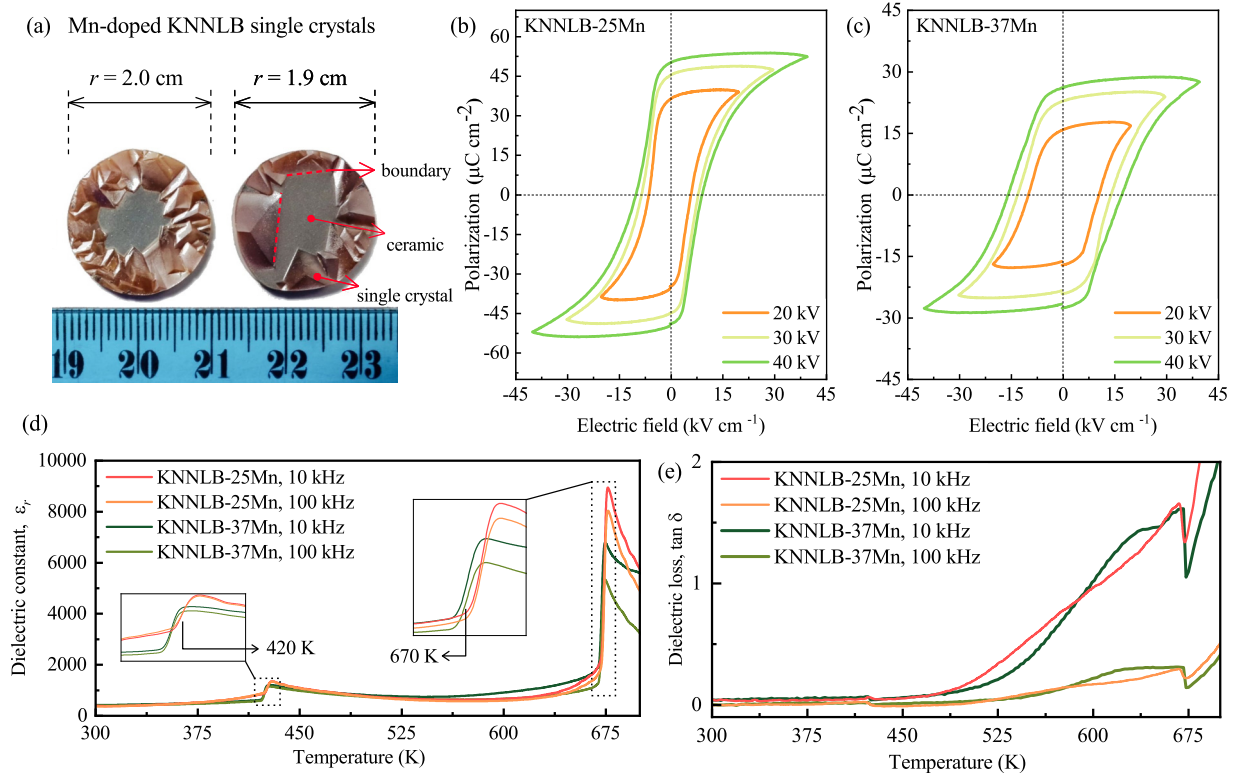 (a) Mn-doped KNNLB single crystals
r = 2.0 cm
r = 1.9 cm
boundary
ceramic
single crystal
19 20 21 22 23
(b)
KNNLB-25Mn
Polarization (μC cm⁻²)
60
45
30
15
0
-15
-30
-45
-60
-45 -30 -15 0 15 30 45
Electric field (kV cm ⁻¹)
20 kV
30 kV
40 kV
(c)
KNNLB-37Mn
Polarization (μC cm⁻²)
45
30
15
0
-15
-30
-45
-45 -30 -15 0 15 30 45
Electric field (kV cm ⁻¹)
20 kV
30 kV
40 kV
(d)
Dielectric constant, εr
10000
8000
6000
4000
2000
0
KNNLB-25Mn, 10 kHz
KNNLB-25Mn, 100 kHz
KNNLB-37Mn, 10 kHz
KNNLB-37Mn, 100 kHz
420 K
670 K
300 375 450 525 600 675
Temperature (K)
(e)
Dielectric loss, tan δ
2
1
0
KNNLB-25Mn, 10 kHz
KNNLB-25Mn, 100 kHz
KNNLB-37Mn, 10 kHz
KNNLB-37Mn, 100 kHz
300 375 450 525 600 675
Temperature (K)